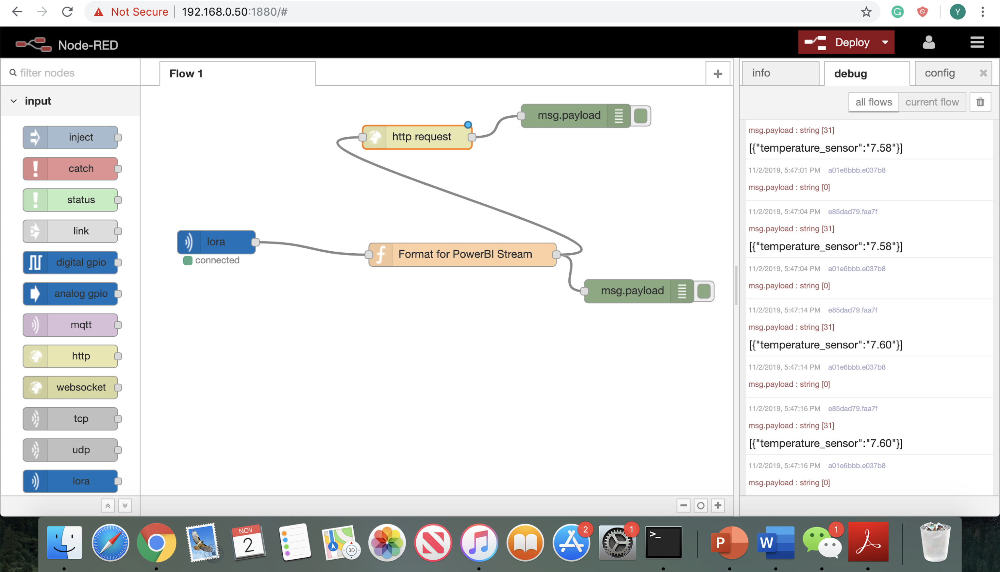 Not Secure | 192.168.0.50:1880/#
G
Y
Node-RED
Deploy
filter nodes
Flow 1
info
debug
config
input
all flows
current flow
inject
catch
status
link
digital gpio
analog gpio
mqtt
http
websocket
tcp
udp
lora
msg.payload
http request
lora
connected
Format for PowerBI Stream
msg.payload
msg.payload : string [31]
[{"temperature_sensor":"7.58"}]
11/2/2019, 5:47:01 PM a01e6bbb.e037b8
msg.payload : string [0]
11/2/2019, 5:47:04 PM e85dad79.faa7f
msg.payload : string [31]
[{"temperature_sensor":"7.58"}]
11/2/2019, 5:47:04 PM a01e6bbb.e037b8
msg.payload : string [0]
11/2/2019, 5:47:14 PM e85dad79.faa7f
msg.payload : string [31]
[{"temperature_sensor":"7.60"}]
11/2/2019, 5:47:14 PM a01e6bbb.e037b8
msg.payload : string [0]
11/2/2019, 5:47:16 PM e85dad79.faa7f
msg.payload : string [31]
[{"temperature_sensor":"7.60"}]
11/2/2019, 5:47:16 PM a01e6bbb.e037b8
msg.payload : string [0]
NOV
2
3D
2
1
>_
P
W
1